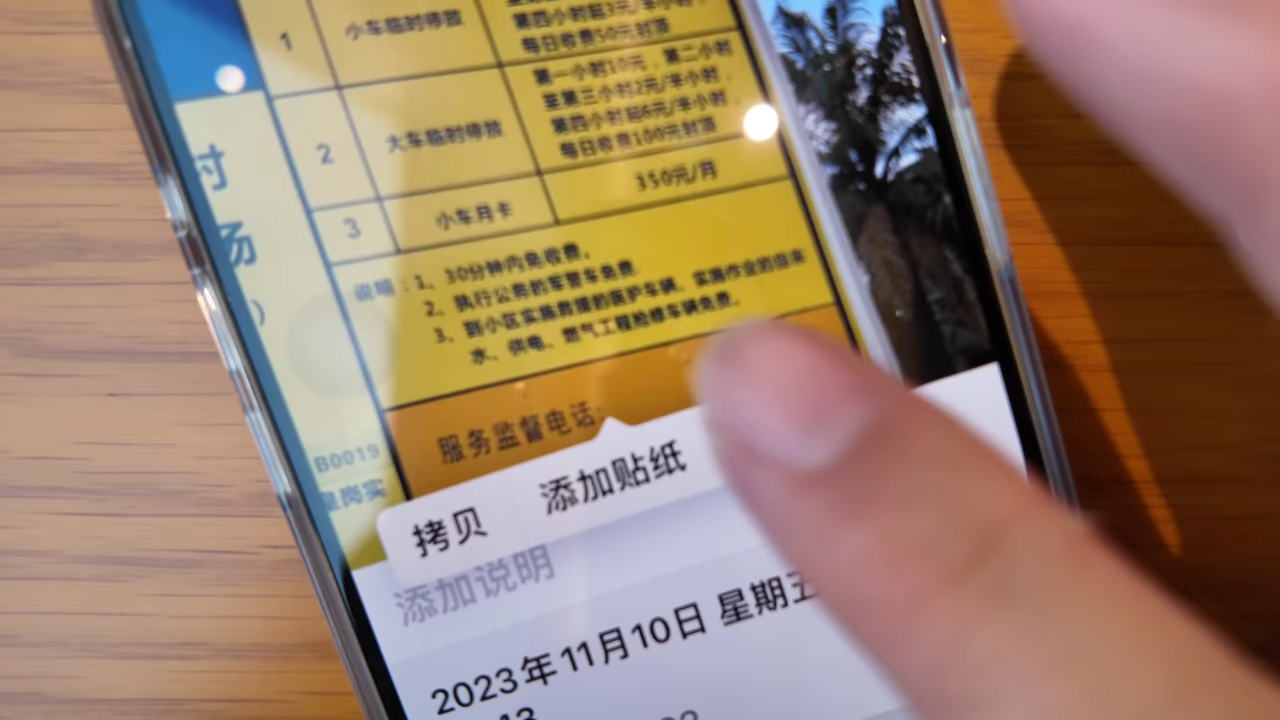 1
小车临时停放
第四小时起3元/半小时，
每日收费50元封顶
2
大车临时停放
第一小时10元，第二小时
至第三小时2元/半小时，
第四小时起6元/半小时，
每日收费100元封顶
3
小车月卡
350元/月
说明：1、30分钟内免收费。
2、执行公务的军警车免费
3、到小区实施救援的医护车辆、实施作业的自来
水、供电、燃气工程抢修车辆免费。
服务监督电话:
时
场
）
B0019
皇岗实
拷贝
添加贴纸
添加说明
2023年11月10日 星期五